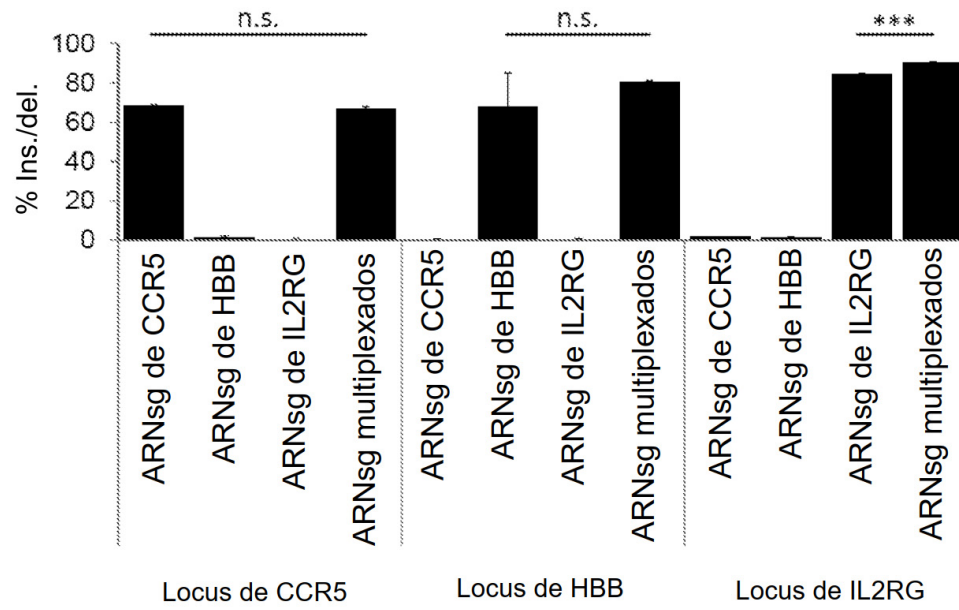 n.s.
n.s.
***
% Ins./del.
100
80
60
40
20
0
ARNsg de CCR5
ARNsg de HBB
ARNsg de IL2RG
ARNsg multiplexados
ARNsg de CCR5
ARNsg de HBB
ARNsg de IL2RG
ARNsg multiplexados
ARNsg de CCR5
ARNsg de HBB
ARNsg de IL2RG
ARNsg multiplexados
Locus de CCR5
Locus de HBB
Locus de IL2RG